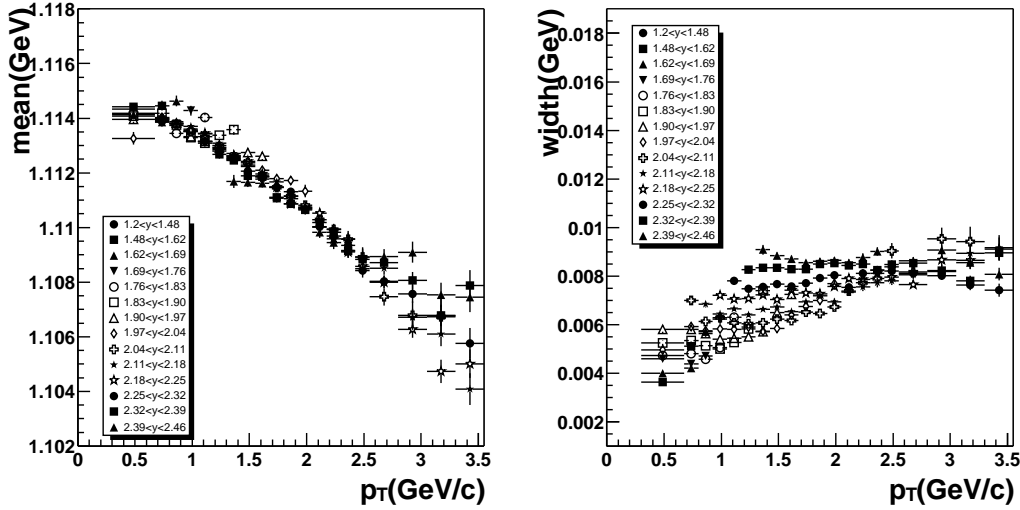 mean(GeV)
1.118
1.116
1.114
1.112
1.11
1.108
1.106
1.104
1.102
1.2<y<1.48
1.48<y<1.62
1.62<y<1.69
1.69<y<1.76
1.76<y<1.83
1.83<y<1.90
1.90<y<1.97
1.97<y<2.04
2.04<y<2.11
2.11<y<2.18
2.18<y<2.25
2.25<y<2.32
2.32<y<2.39
2.39<y<2.46
0 0.5 1 1.5 2 2.5 3 3.5
pT(GeV/c)
width(GeV)
0.018
0.016
0.014
0.012
0.01
0.008
0.006
0.004
0.002
1.2<y<1.48
1.48<y<1.62
1.62<y<1.69
1.69<y<1.76
1.76<y<1.83
1.83<y<1.90
1.90<y<1.97
1.97<y<2.04
2.04<y<2.11
2.11<y<2.18
2.18<y<2.25
2.25<y<2.32
2.32<y<2.39
2.39<y<2.46
0 0.5 1 1.5 2 2.5 3 3.5
pT(GeV/c)